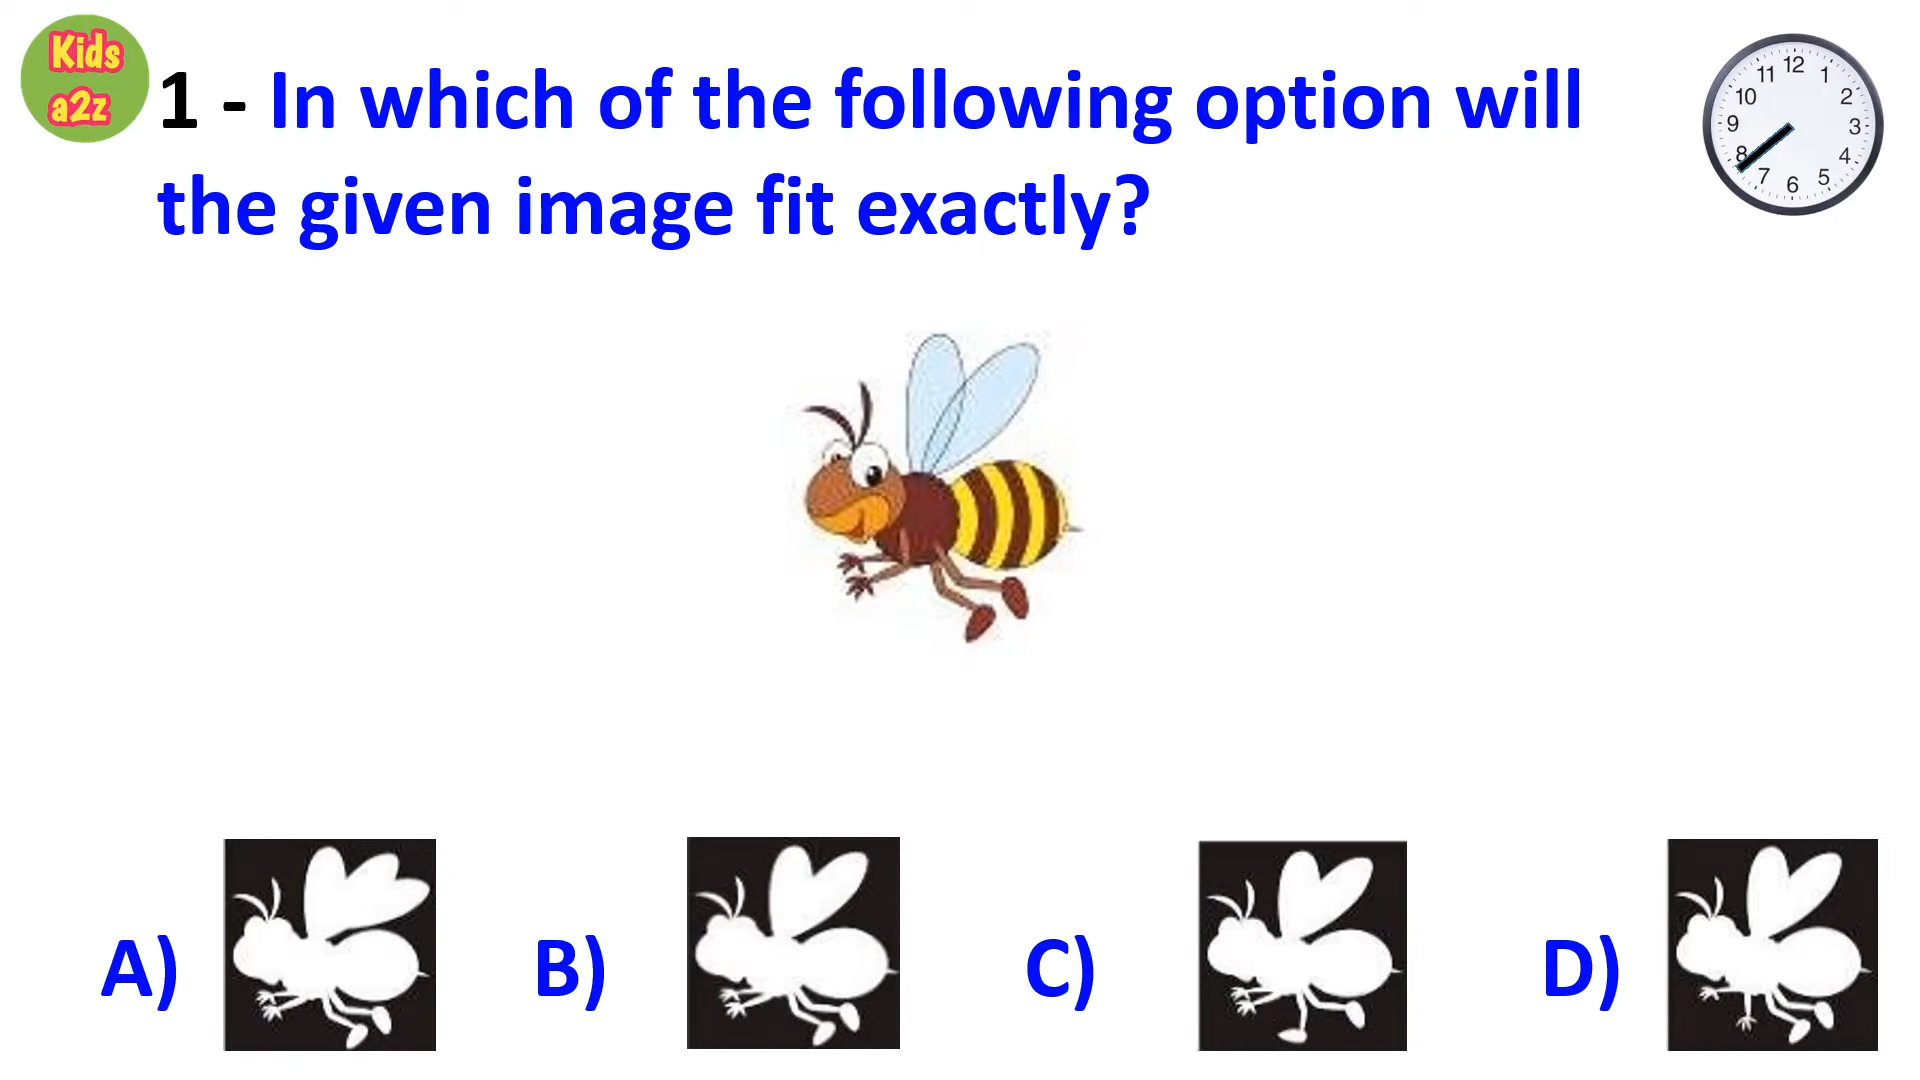 Kids
a2z
1 - In which of the following option will
the given image fit exactly?
12
11
1
10
2
9
3
8
4
7
5
6
A)
B)
C)
D)